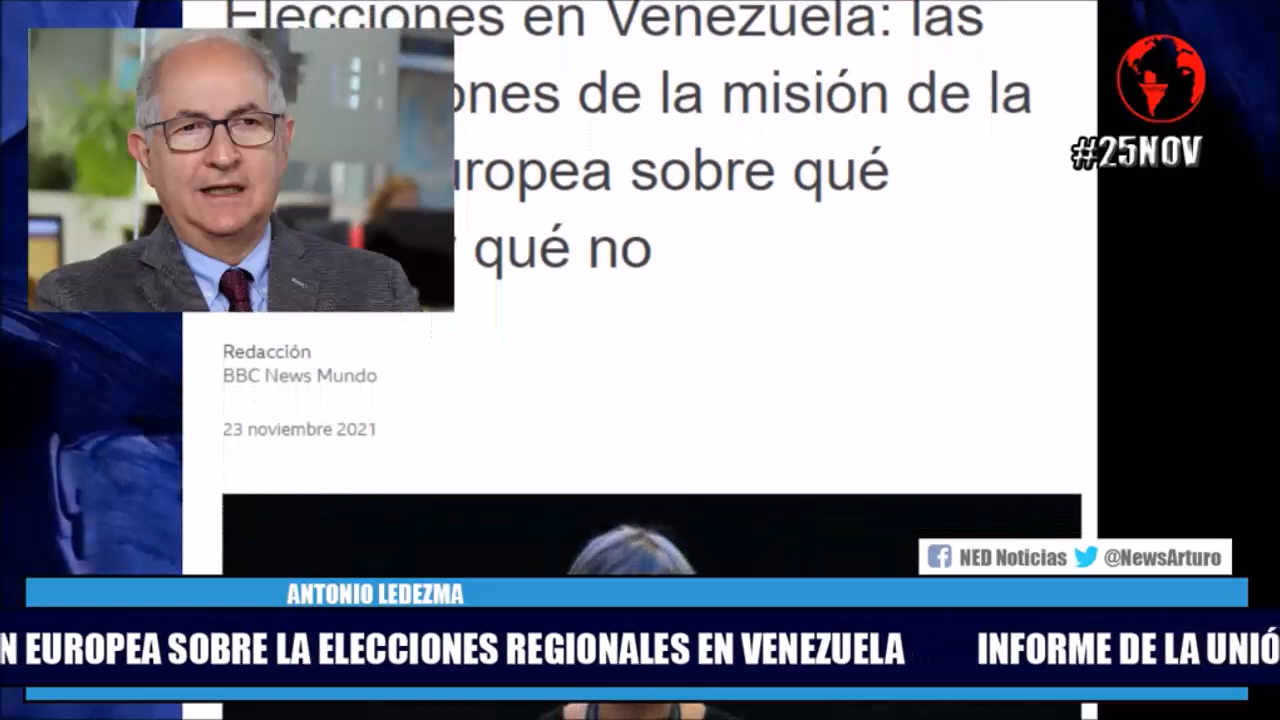 Elecciones en Venezuela: las
ones de la misión de la
uropea sobre qué
qué no
#25NOV
Redacción
BBC News Mundo
23 noviembre 2021
NED Noticias @NewsArturo
ANTONIO LEDEZMA
N EUROPEA SOBRE LA ELECCIONES REGIONALES EN VENEZUELA INFORME DE LA UNIÓ